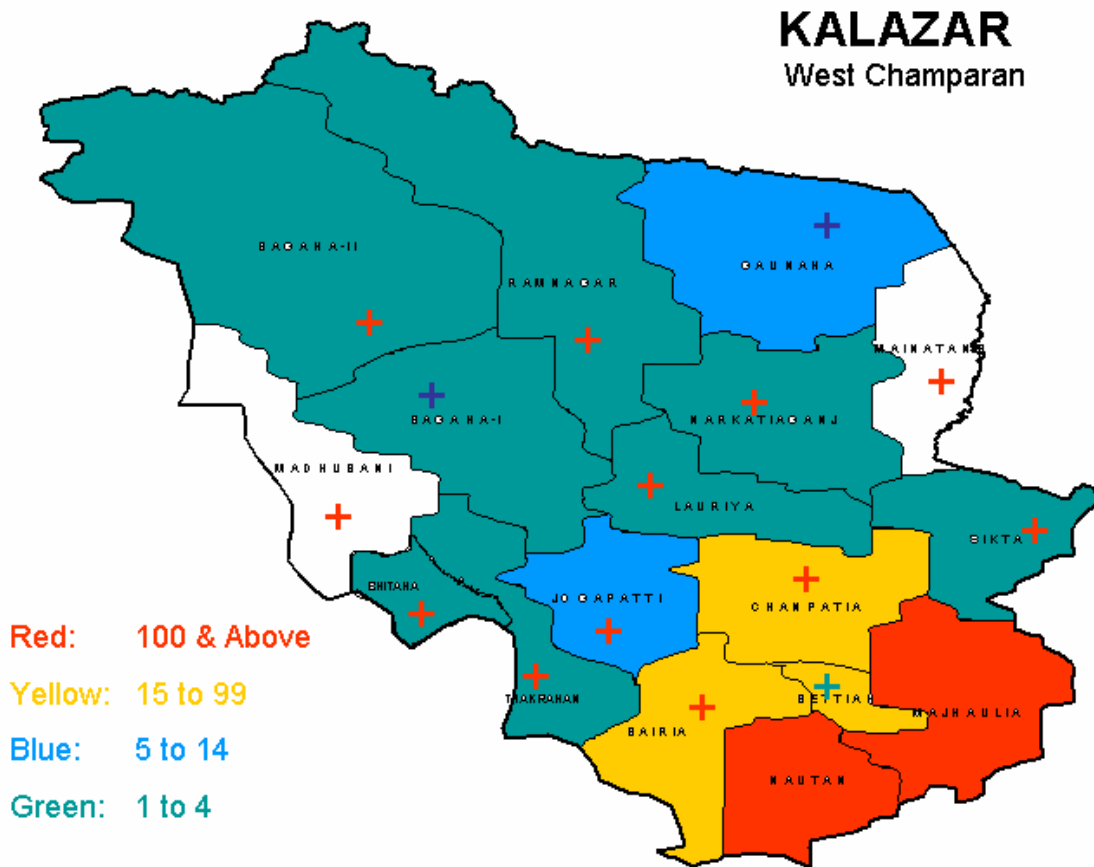 KALAZAR
West Champaran
BAGAHA-II
RAMNAGAR
GAUNAHA
MAINATAND
BAGAHA-I
NARKATIAGANJ
MADHUBANI
LAURIYA
SIKTA
BHITAHA
JOGAPATTI
CHANPATIA
THAKRAHAN
BETTIAH
MAJHAULIA
BAIRIA
NAUTAN
Red: 100 & Above
Yellow: 15 to 99
Blue: 5 to 14
Green: 1 to 4